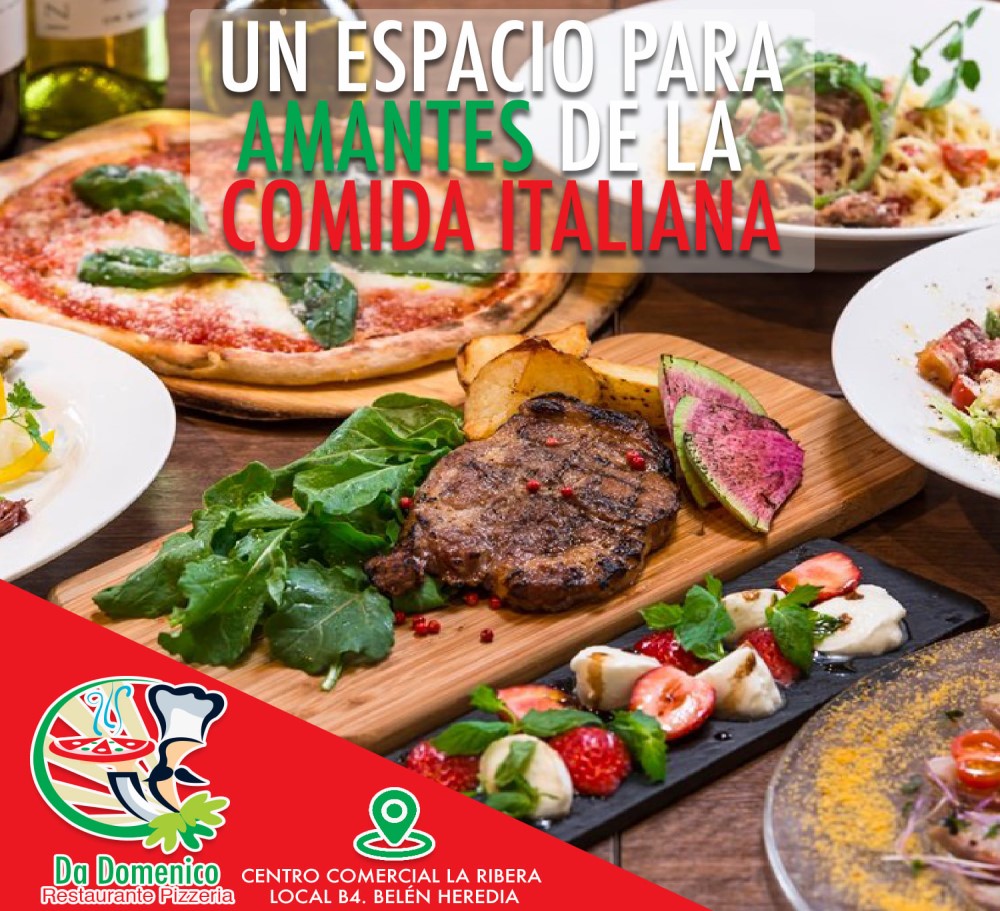 UN ESPACIO PARA
AMANTES DE LA
COMIDA ITALIANA
Da Domenico
Restaurante Pizzeria
CENTRO COMERCIAL LA RIBERA
LOCAL B4. BELÉN HEREDIA